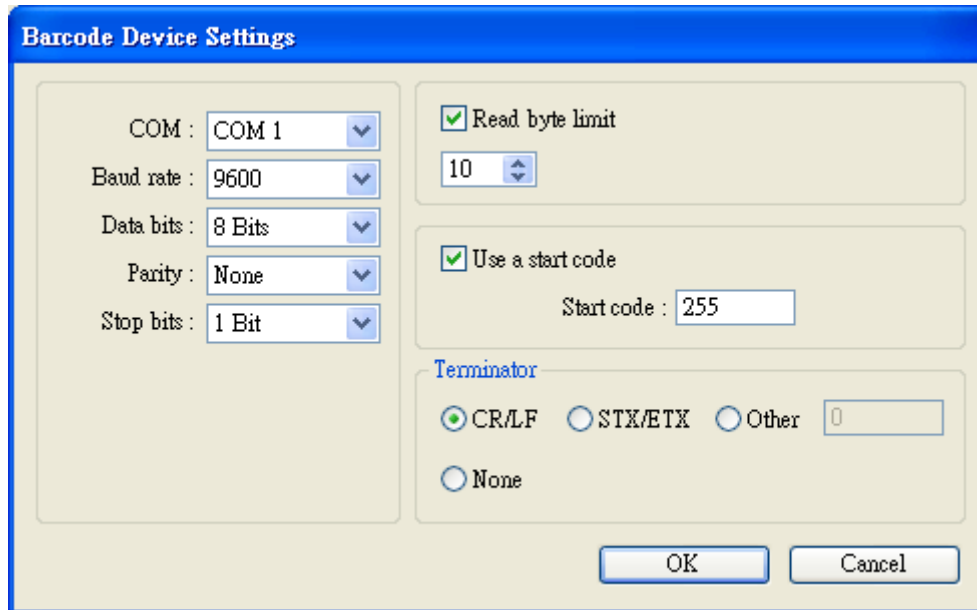 Barcode Device Settings
COM : COM 1
Baud rate : 9600
Data bits : 8 Bits
Parity : None
Stop bits : 1 Bit
Read byte limit
10
Use a start code
Start code : 255
Terminator
CR/LF STX/ETX Other 0
None
OK Cancel